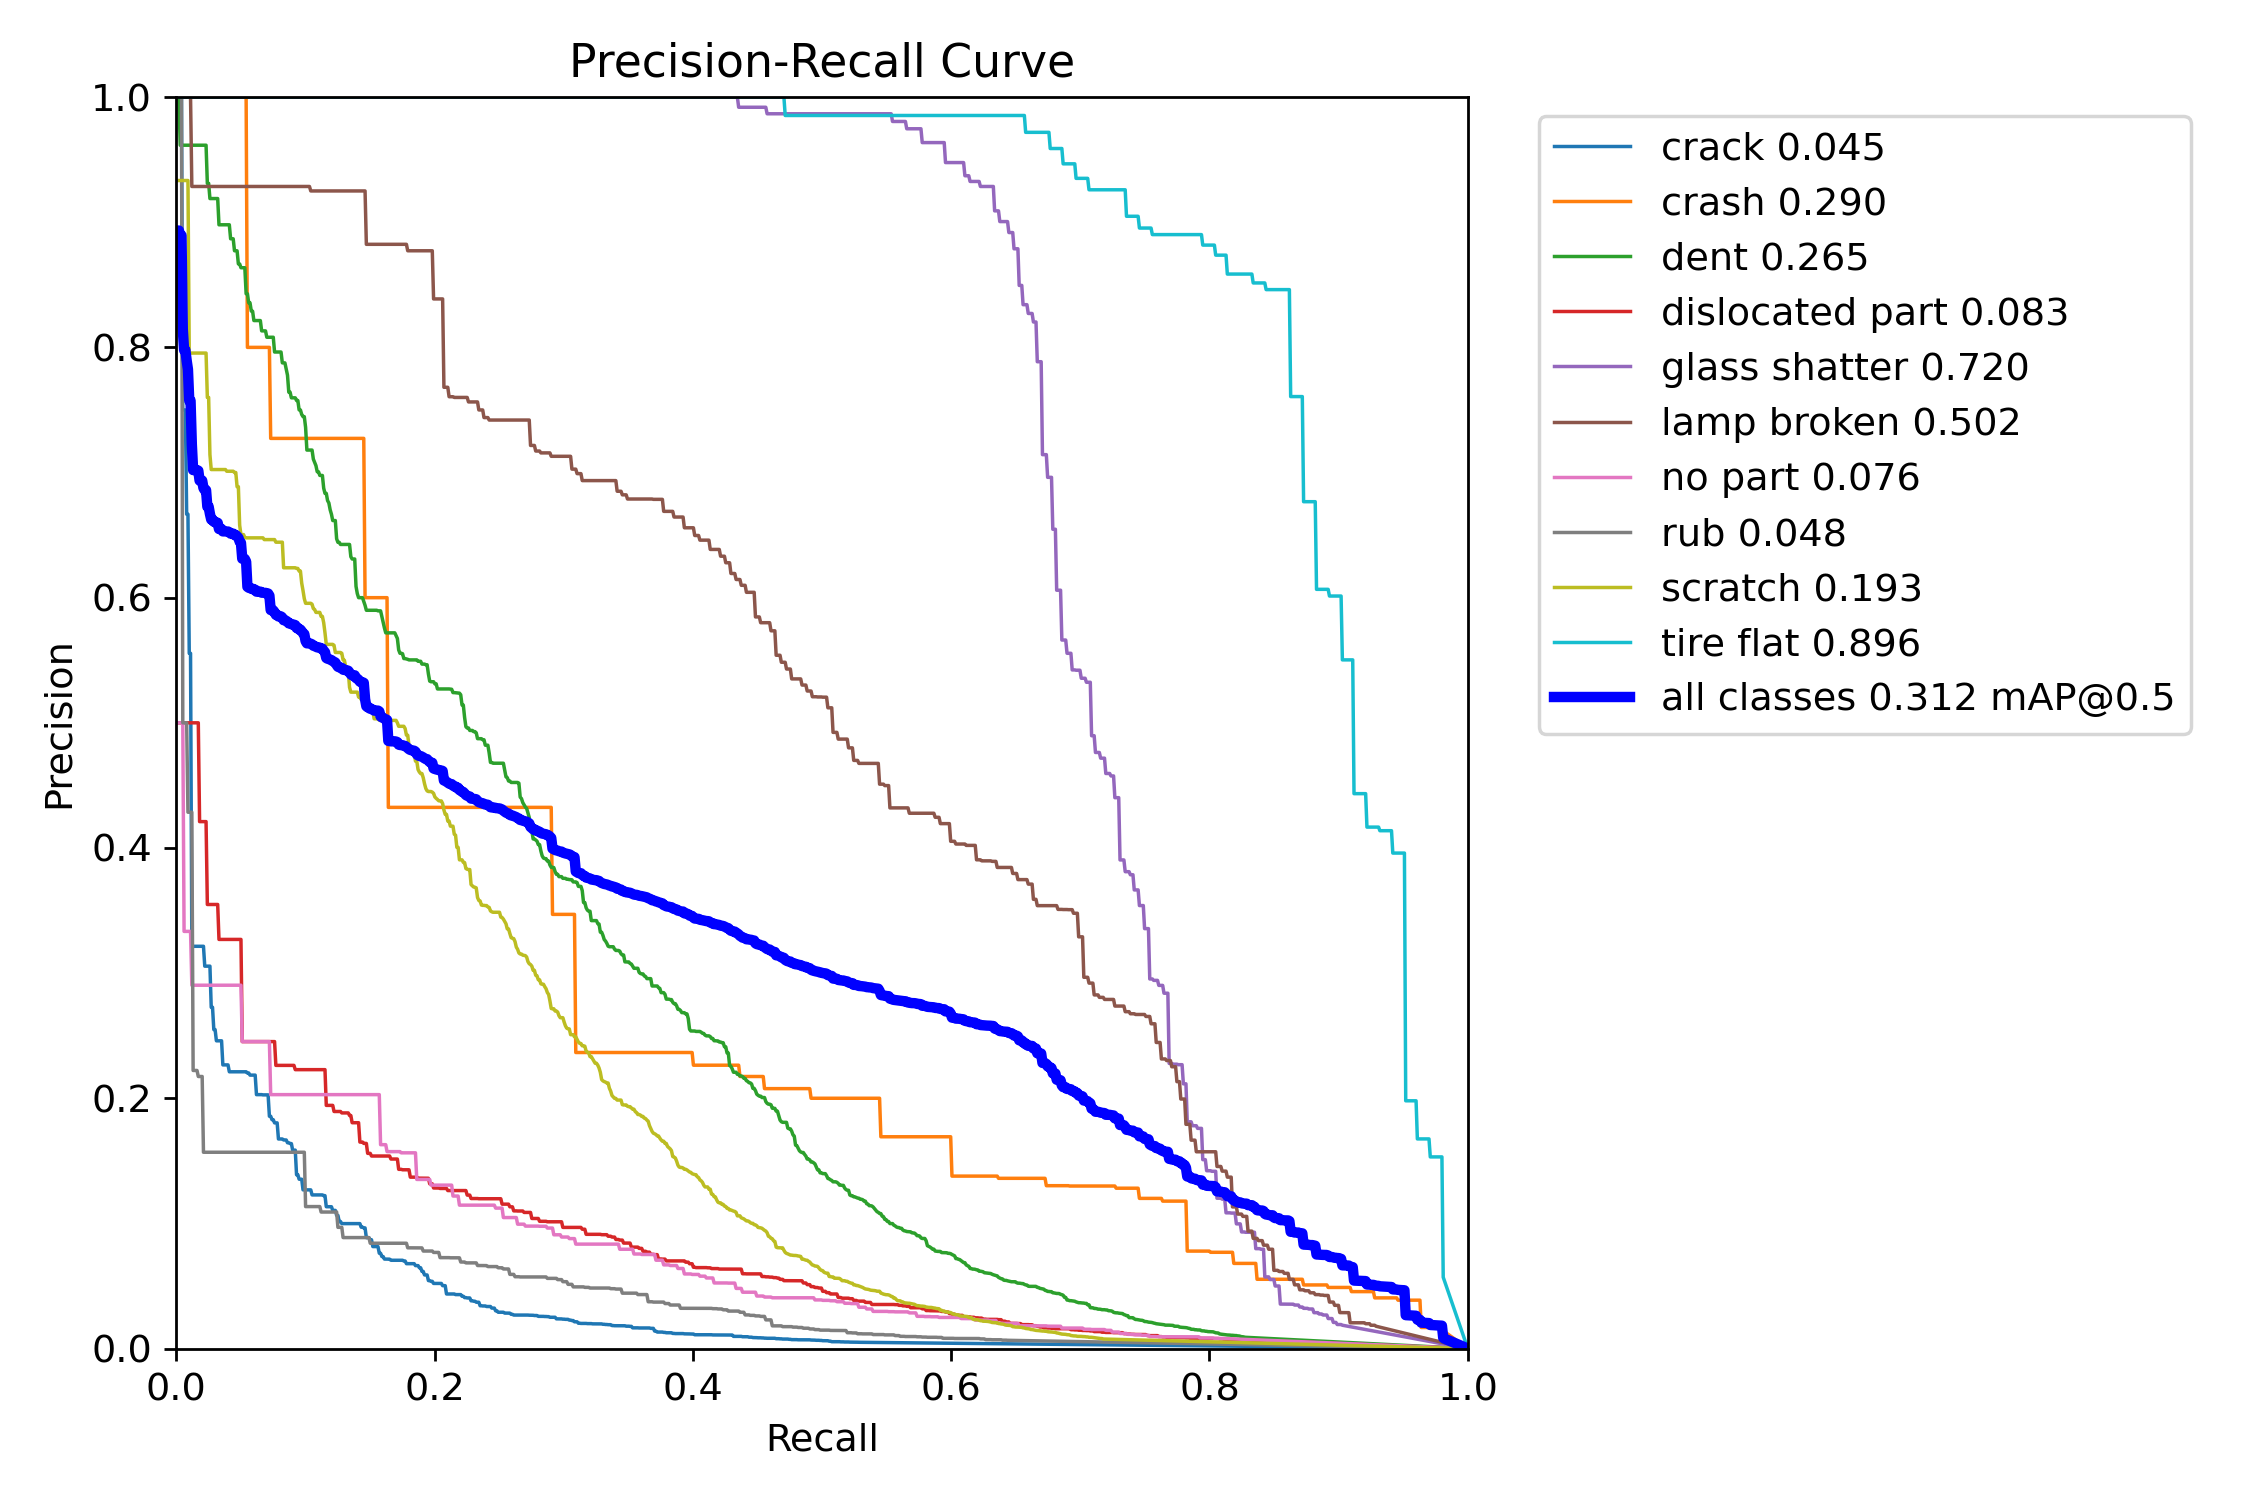 Precision-Recall Curve
1.0
0.8
0.6
0.4
0.2
0.0
Precision
0.0 0.2 0.4 0.6 0.8 1.0
Recall
crack 0.045
crash 0.290
dent 0.265
dislocated part 0.083
glass shatter 0.720
lamp broken 0.502
no part 0.076
rub 0.048
scratch 0.193
tire flat 0.896
all classes 0.312 mAP@0.5